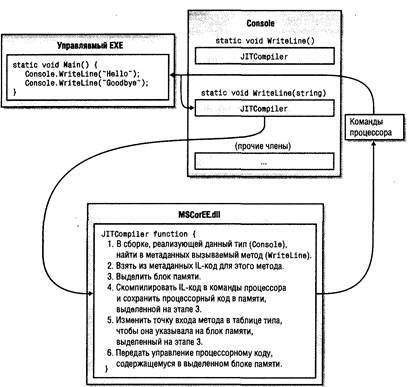 Управляемый EXE
static void Main() {
Console.WriteLine("Hello");
Console.WriteLine("Goodbye");
}
Console
static void WriteLine()
JITCompiler
static void WriteLine(string)
JITCompiler
(прочие члены)
...
Команды
процессора
MSCorEE.dll
JITCompiler function {
1. В сборке, реализующей данный тип (Console),
найти в метаданных вызываемый метод (WriteLine).
2. Взять из метаданных IL-код для этого метода.
3. Выделить блок памяти.
4. Скомпилировать IL-код в команды процессора
и сохранить процессорный код в памяти,
выделенной на этапе 3.
5. Изменить точку входа метода в таблице типа,
чтобы она указывала на блок памяти,
выделенный на этапе 3.
6. Передать управление процессорному коду,
содержащемуся в выделенном блоке памяти.
}